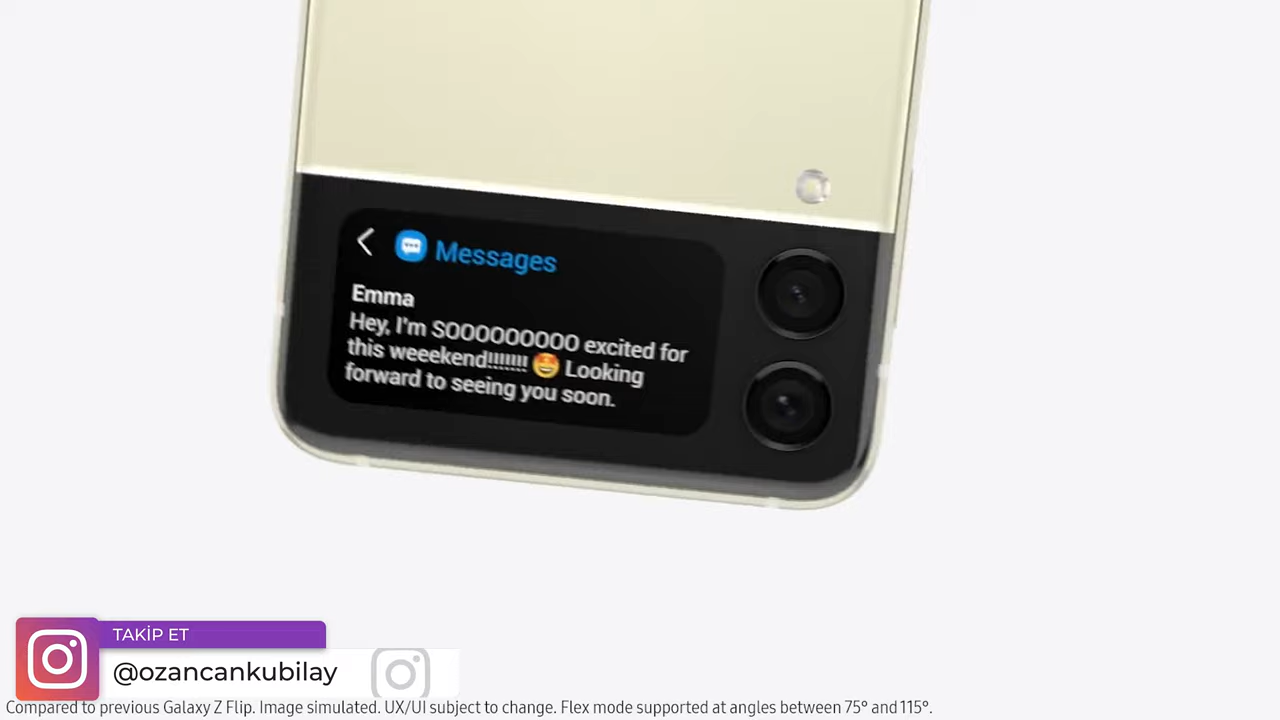 Messages
Emma
Hey, I'm SOOOOOOOOO excited for
this weeekend!!!!!!! 🤩 Looking
forward to seeing you soon.
TAKİP ET
@ozancankubilay
Compared to previous Galaxy Z Flip. Image simulated. UX/UI subject to change. Flex mode supported at angles between 75° and 115°.